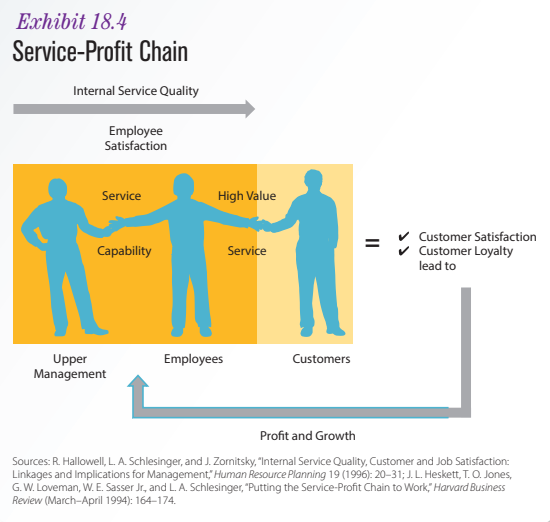 Exhibit 18.4
Service-Profit Chain
Internal Service Quality
Employee
Satisfaction
Service
High Value
Capability
Service
=
✔ Customer Satisfaction
✔ Customer Loyalty
lead to
Upper
Management
Employees
Customers
Profit and Growth
Sources: R. Hallowell, L. A. Schlesinger, and J. Zornitsky, "Internal Service Quality, Customer and Job Satisfaction:
Linkages and Implications for Management," Human Resource Planning 19 (1996): 20–31; J. L. Heskett, T. O. Jones,
G. W. Loveman, W. E. Sasser Jr., and L. A. Schlesinger, "Putting the Service-Profit Chain to Work," Harvard Business
Review (March–April 1994): 164–174.